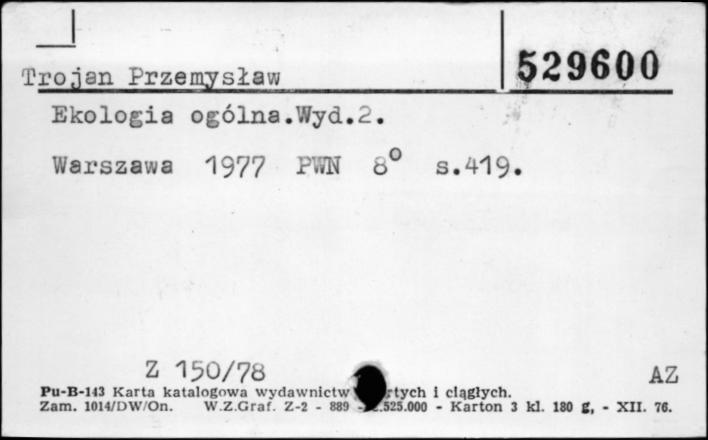 529600
Trojan Przemysław
Ekologia ogólna.Wyd.2.
Warszawa 1977 PWN 8° s.419.
Z 150/78 AZ
Pu-B-143 Karta katalogowa wydawnictw i ciągłych.
Zam. 1014/DW/On. W.Z.Graf. Z-2 - 889 - .525.000 - Karton 3 kl. 180 g, - XII. 76.